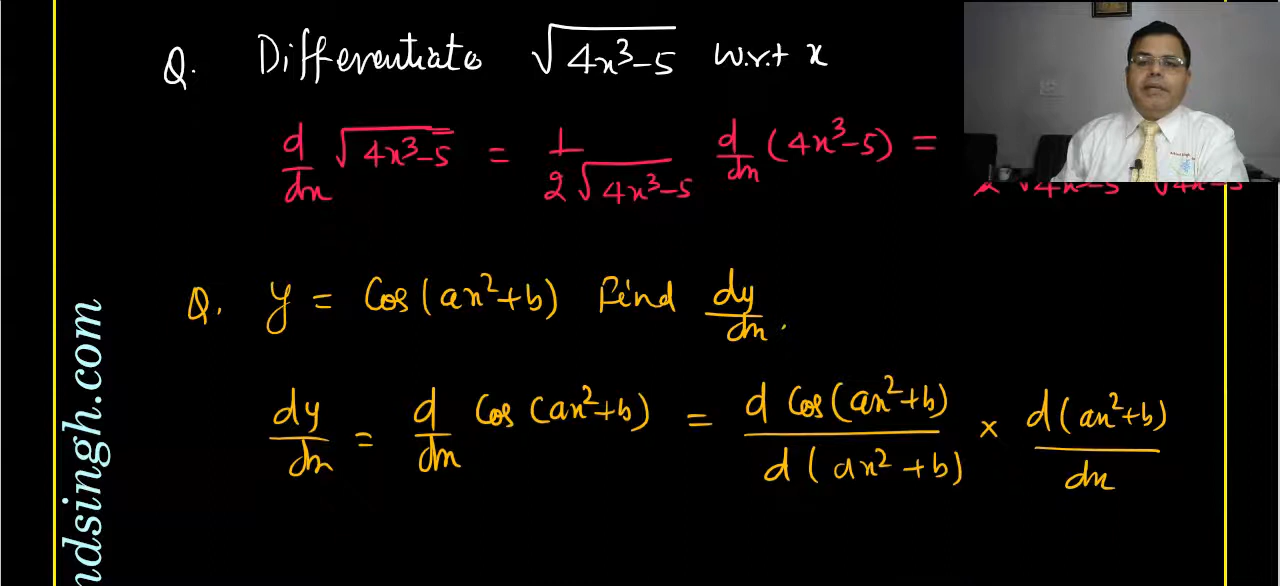 Q. Differentiate √(4x³-5) w.r.t x
d/dx √(4x³-5) = 1/(2√(4x³-5)) d/dx (4x³-5) =
Q. y = Cos(ax²+b) Find dy/dx.
dy/dx = d/dx Cos(ax²+b) = d Cos(ax²+b)/d(ax²+b) × d(ax²+b)/dx
ndsingh.com